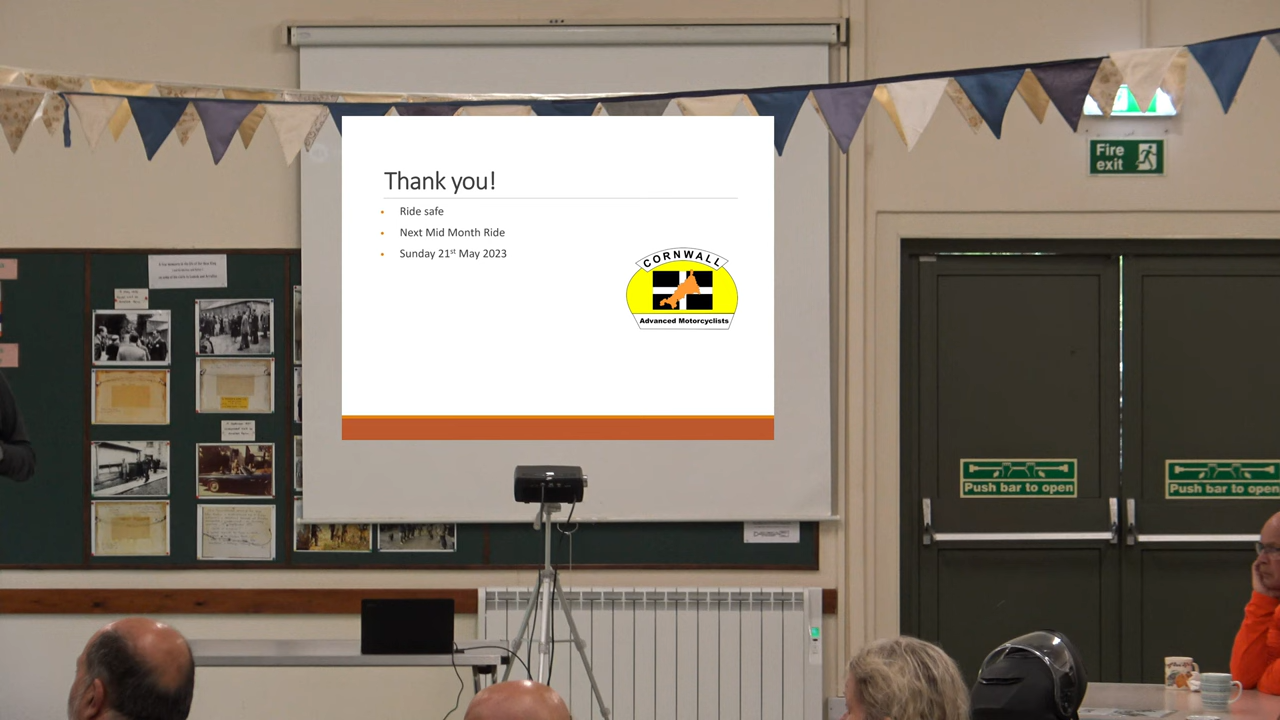 Thank you!
Ride safe
Next Mid Month Ride
Sunday 21st May 2023
CORNWALL
Advanced Motorcyclists
Fire
exit
Push bar to open
Push bar to open